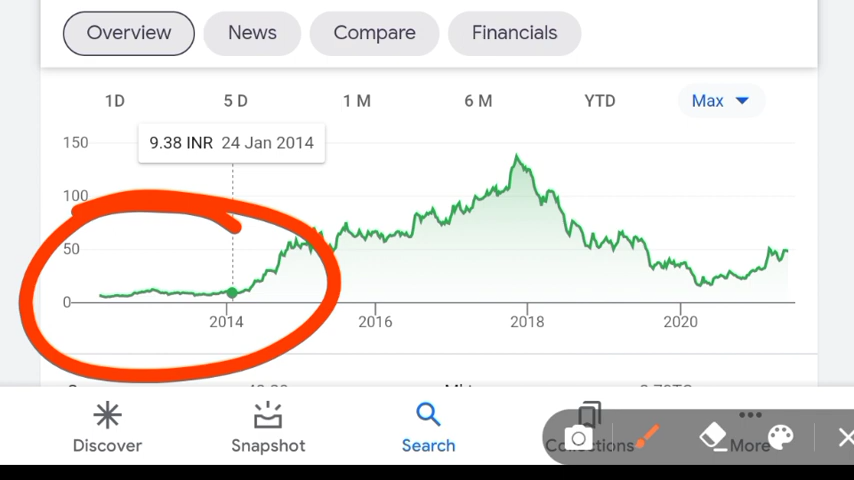 Overview News Compare Financials
1D 5 D 1 M 6 M YTD Max
150
9.38 INR 24 Jan 2014
100
50
0
2014 2016 2018 2020
Discover Snapshot Search Collections More